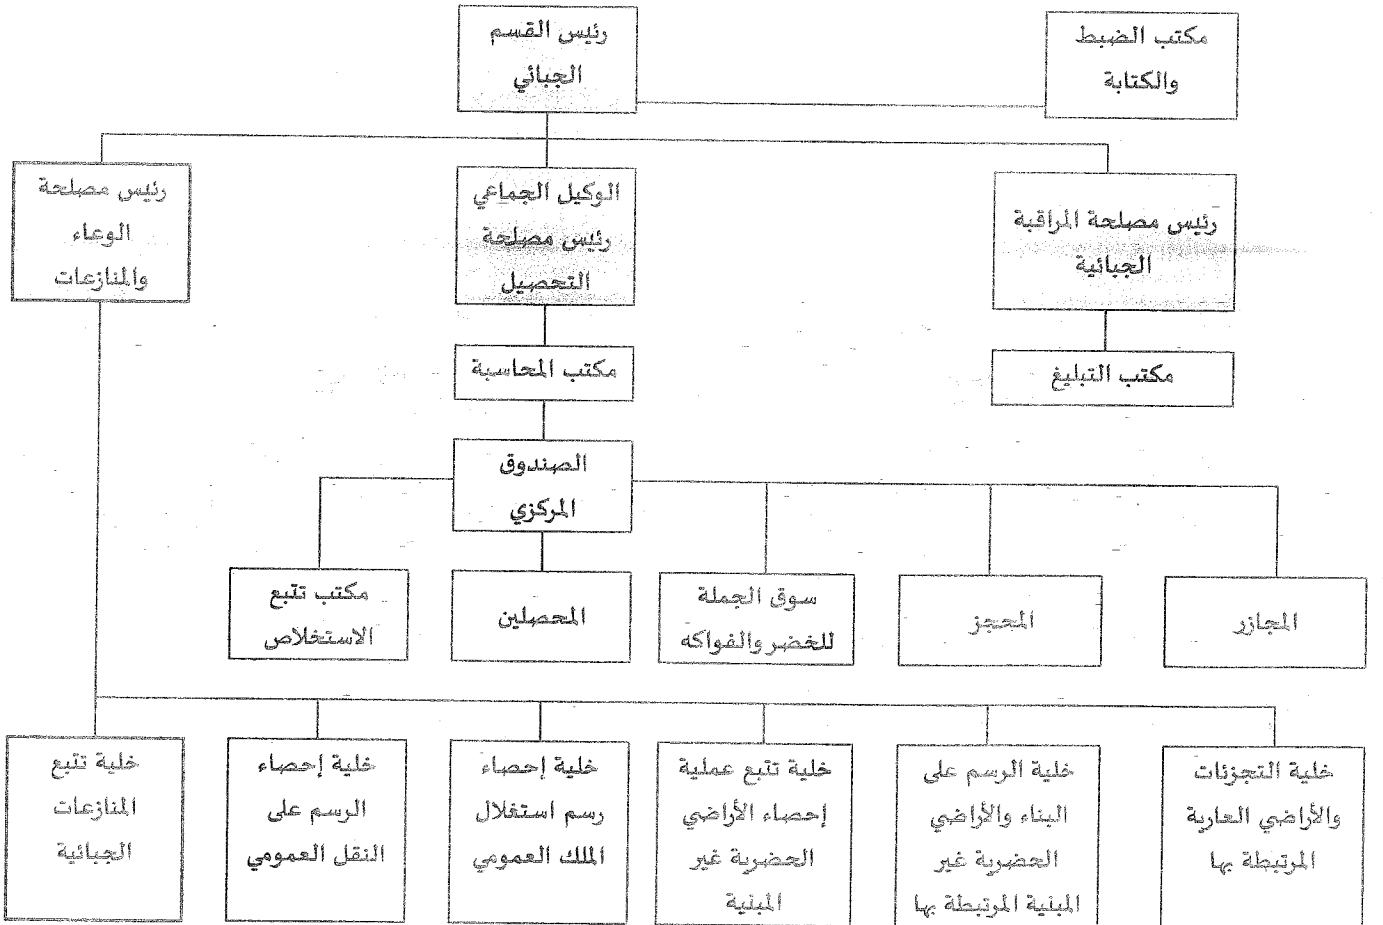 رئيس القسم
الجبائي
مكتب الضبط
والكتابة
رئيس مصلحة المراقبة
الجبائية
الوكيل الجماعي
رئيس مصلحة
التحصيل
رئيس مصلحة
الوعاء
والمنازعات
مكتب التبليغ
مكتب المحاسبة
الصندوق
المركزي
المجازر
المحجز
سوق الجملة
للخضر والفواكه
المحصلين
مكتب تتبع
الاستخلاص
خلية التجزئات
والأراضي العارية
المرتبطة بها
خلية الرسم على
البناء والأراضي
الحضرية غير
المبنية المرتبطة بها
خلية تتبع عملية
إحصاء الأراضي
الحضرية غير
المبنية
خلية إحصاء
رسم استغلال
الملك العمومي
خلية إحصاء
الرسم على
النقل العمومي
خلية تتبع
المنازعات
الجبائية